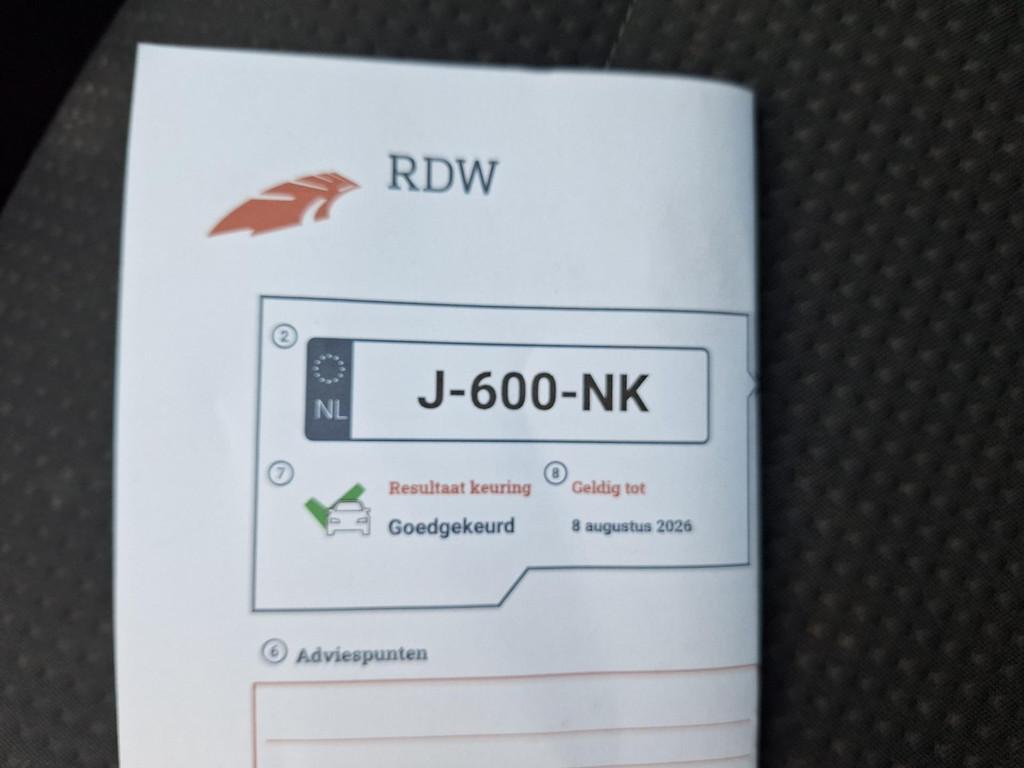 RDW
2
NL
J-600-NK
7
Resultaat keuring
8
Geldig tot
Goedgekeurd
8 augustus 2026
6 Adviespunten